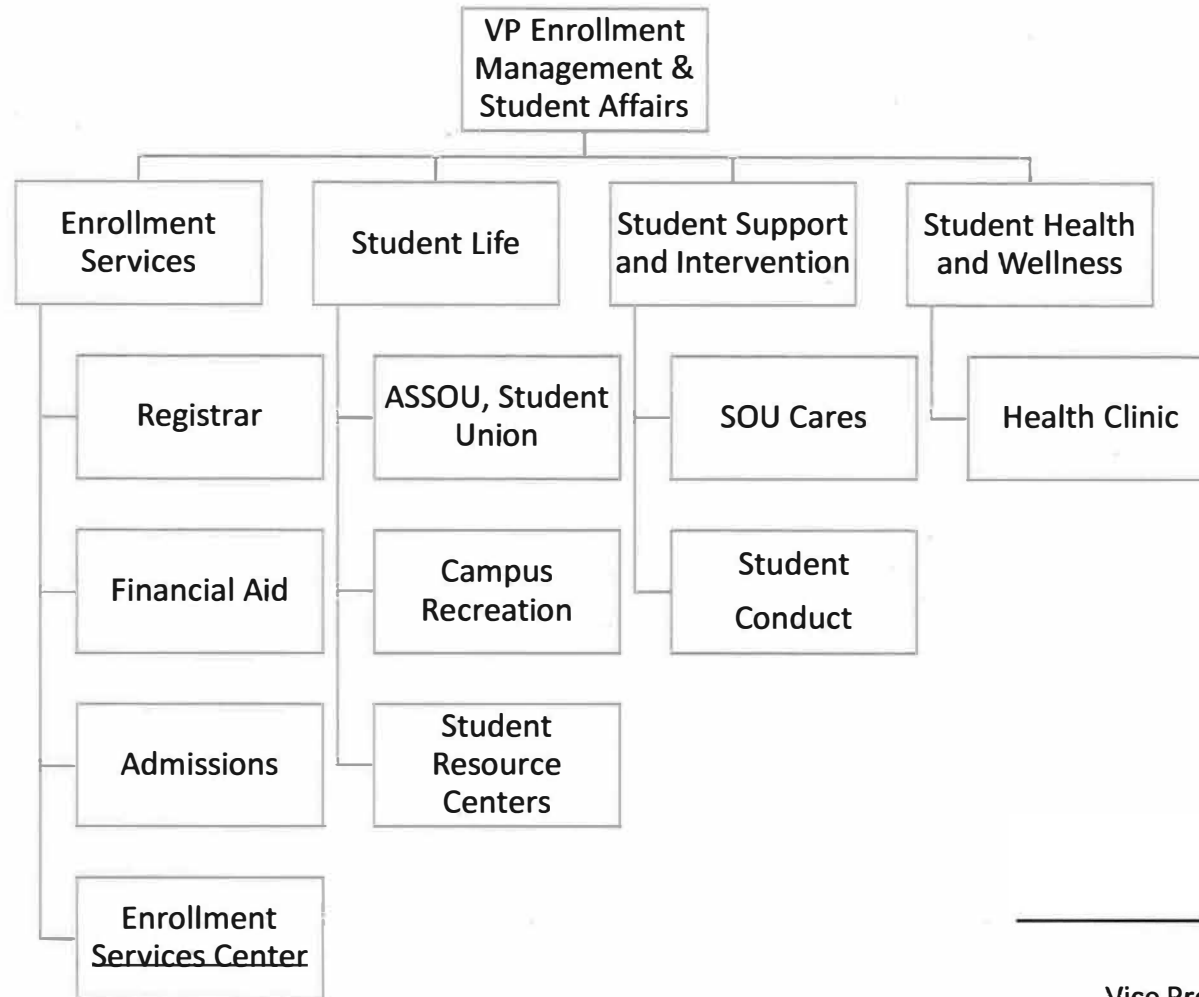 VP Enrollment
Management &
Student Affairs
Enrollment
Services
Student Life
Student Support
and Intervention
Student Health
and Wellness
Registrar
ASSOU, Student
Union
SOU Cares
Health Clinic
Financial Aid
Campus
Recreation
Student
Conduct
Admissions
Student
Resource
Centers
Enrollment
Services Center